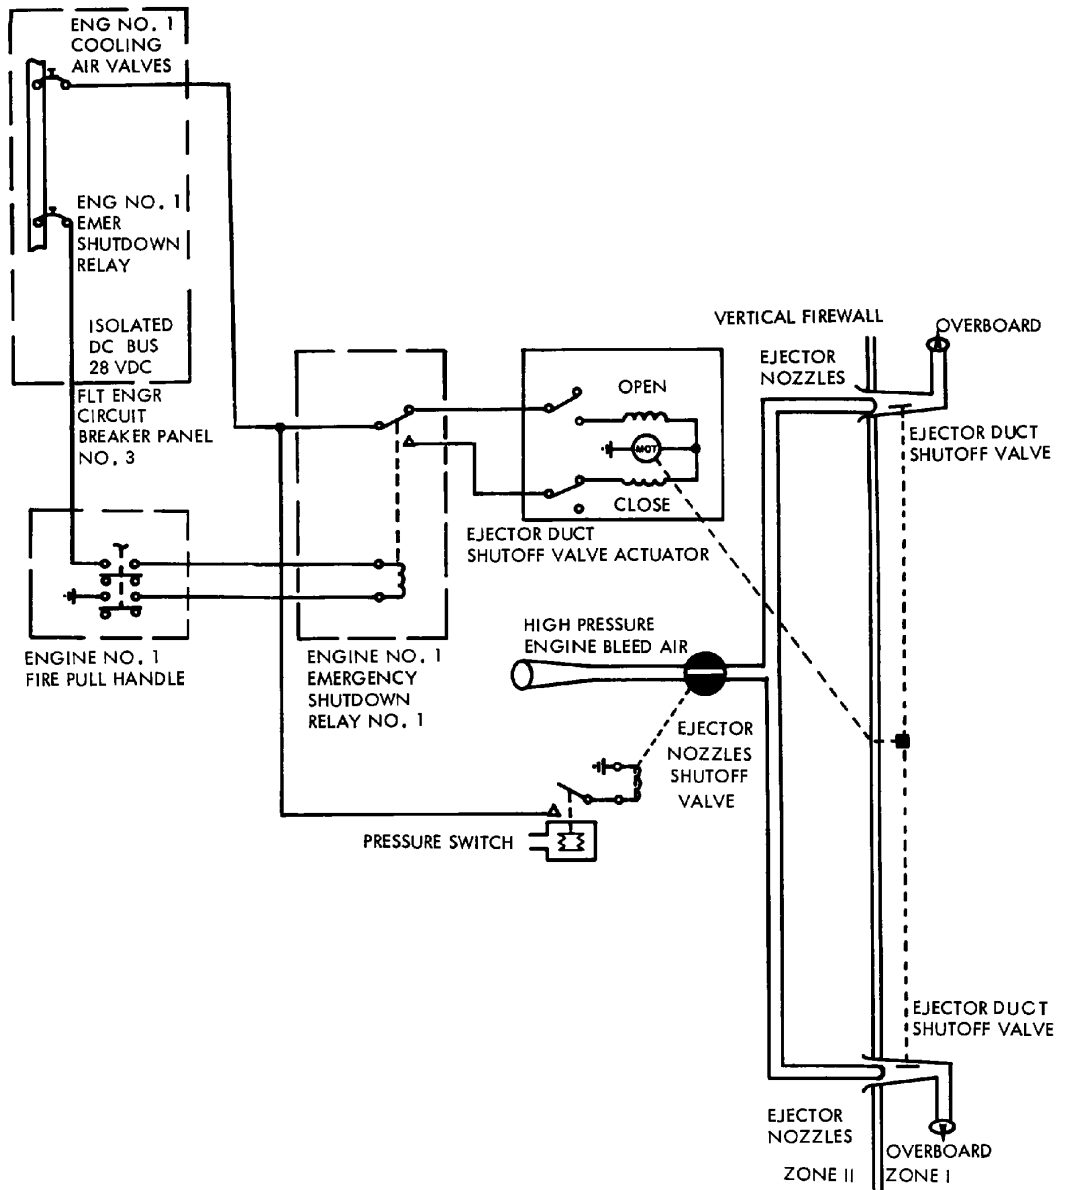 ENG NO. 1
COOLING
AIR VALVES
ENG NO. 1
EMER
SHUTDOWN
RELAY
ISOLATED
DC BUS
28 VDC
FLT ENGR
CIRCUIT
BREAKER PANEL
NO. 3
ENGINE NO. 1
FIRE PULL HANDLE
ENGINE NO. 1
EMERGENCY
SHUTDOWN
RELAY NO. 1
OPEN
MOT
CLOSE
EJECTOR DUCT
SHUTOFF VALVE ACTUATOR
VERTICAL FIREWALL
OVERBOARD
EJECTOR
NOZZLES
EJECTOR DUCT
SHUTOFF VALVE
HIGH PRESSURE
ENGINE BLEED AIR
EJECTOR
NOZZLES
SHUTOFF
VALVE
PRESSURE SWITCH
EJECTOR DUCT
SHUTOFF VALVE
EJECTOR
NOZZLES
OVERBOARD
ZONE II
ZONE I